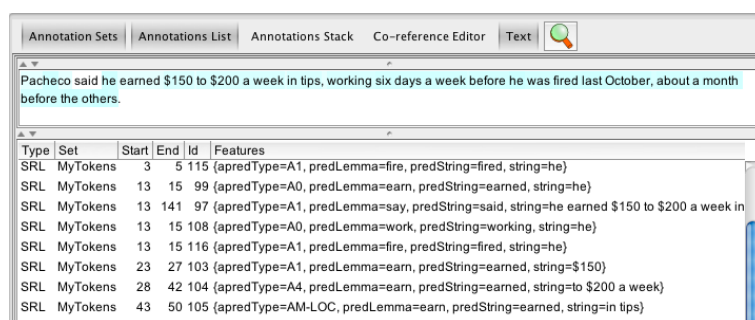 Annotation Sets Annotations List Annotations Stack Co-reference Editor Text
Pacheco said he earned $150 to $200 a week in tips, working six days a week before he was fired last October, about a month
before the others.
Type Set Start End Id Features
SRL MyTokens 3 5 115 {apredType=A1, predLemma=fire, predString=fired, string=he}
SRL MyTokens 13 15 99 {apredType=A0, predLemma=earn, predString=earned, string=he}
SRL MyTokens 13 141 97 {apredType=A1, predLemma=say, predString=said, string=he earned $150 to $200 a week in
SRL MyTokens 13 15 108 {apredType=A0, predLemma=work, predString=working, string=he}
SRL MyTokens 13 15 116 {apredType=A1, predLemma=fire, predString=fired, string=he}
SRL MyTokens 23 27 103 {apredType=A1, predLemma=earn, predString=earned, string=$150}
SRL MyTokens 28 42 104 {apredType=A4, predLemma=earn, predString=earned, string=to $200 a week}
SRL MyTokens 43 50 105 {apredType=AM-LOC, predLemma=earn, predString=earned, string=in tips}